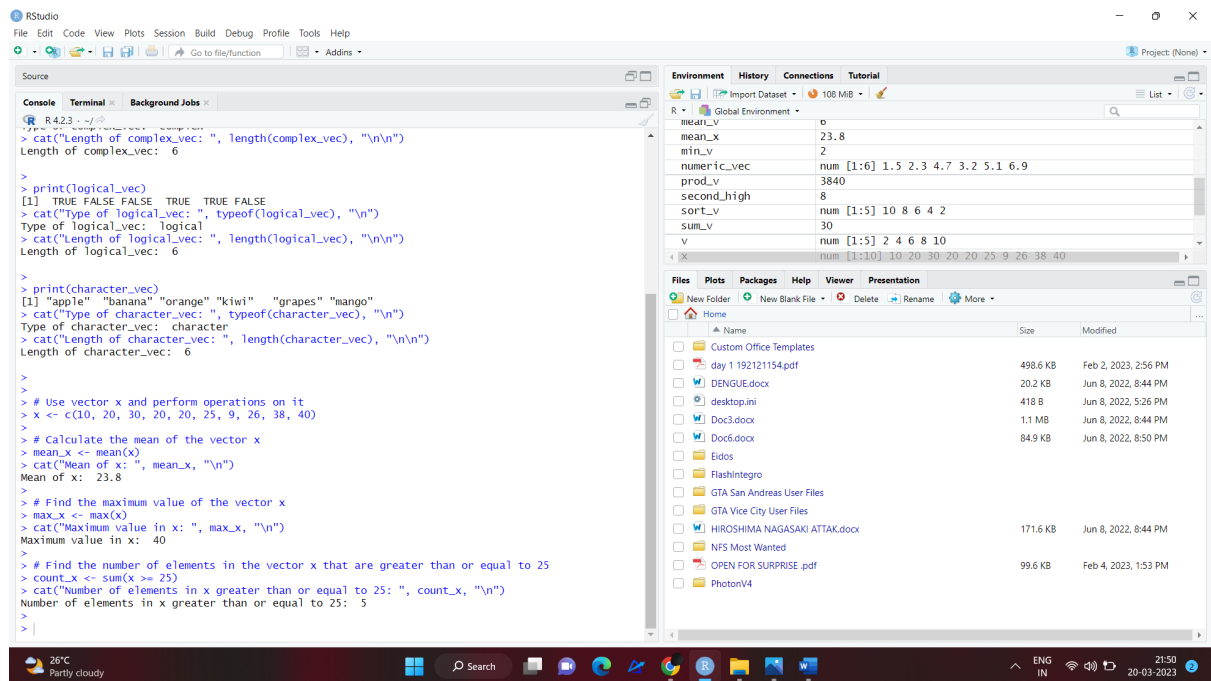 RStudio
File Edit Code View Plots Session Build Debug Profile Tools Help
Go to file/function Addins Project: (None)
Source
Console Terminal Background Jobs
R 4.2.3 · ~/
> cat("Length of complex_vec: ", length(complex_vec), "\n\n")
Length of complex_vec:  6
>
> print(logical_vec)
[1]  TRUE FALSE FALSE  TRUE  TRUE FALSE
> cat("Type of logical_vec: ", typeof(logical_vec), "\n")
Type of logical_vec:  logical
> cat("Length of logical_vec: ", length(logical_vec), "\n\n")
Length of logical_vec:  6
>
> print(character_vec)
[1] "apple"  "banana" "orange" "kiwi"   "grapes" "mango"
> cat("Type of character_vec: ", typeof(character_vec), "\n")
Type of character_vec:  character
> cat("Length of character_vec: ", length(character_vec), "\n\n")
Length of character_vec:  6
>
>
> # Use vector x and perform operations on it
> x <- c(10, 20, 30, 20, 20, 25, 9, 26, 38, 40)
>
> # Calculate the mean of the vector x
> mean_x <- mean(x)
> cat("Mean of x: ", mean_x, "\n")
Mean of x:  23.8
>
> # Find the maximum value of the vector x
> max_x <- max(x)
> cat("Maximum value in x: ", max_x, "\n")
Maximum value in x:  40
>
> # Find the number of elements in the vector x that are greater than or equal to 25
> count_x <- sum(x >= 25)
> cat("Number of elements in x greater than or equal to 25: ", count_x, "\n")
Number of elements in x greater than or equal to 25:  5
>
>
Environment History Connections Tutorial
Import Dataset 108 MiB List
R Global Environment
mean_v 6
mean_x 23.8
min_v 2
numeric_vec num [1:6] 1.5 2.3 4.7 3.2 5.1 6.9
prod_v 3840
second_high 8
sort_v num [1:5] 10 8 6 4 2
sum_v 30
v num [1:5] 2 4 6 8 10
x num [1:10] 10 20 30 20 20 25 9 26 38 40
Files Plots Packages Help Viewer Presentation
New Folder New Blank File Delete Rename More
Home
Name Size Modified
Custom Office Templates
day 1 192121154.pdf 498.6 KB Feb 2, 2023, 2:56 PM
DENGUE.docx 20.2 KB Jun 8, 2022, 8:44 PM
desktop.ini 418 B Jun 8, 2022, 5:26 PM
Doc3.docx 1.1 MB Jun 8, 2022, 8:44 PM
Doc6.docx 84.9 KB Jun 8, 2022, 8:50 PM
Eidos
FlashIntegro
GTA San Andreas User Files
GTA Vice City User Files
HIROSHIMA NAGASAKI ATTAK.docx 171.6 KB Jun 8, 2022, 8:44 PM
NFS Most Wanted
OPEN FOR SURPRISE .pdf 99.6 KB Feb 4, 2023, 1:53 PM
PhotonV4
26°C
Partly cloudy
Search
ENG
IN
21:50
20-03-2023
2